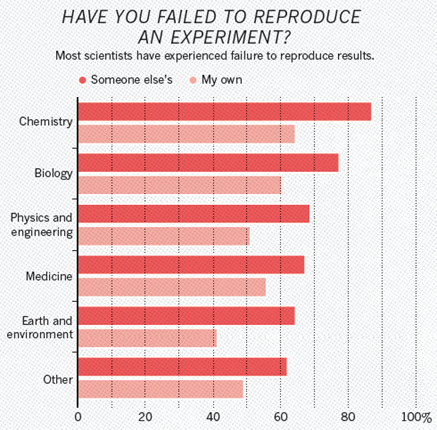 HAVE YOU FAILED TO REPRODUCE
AN EXPERIMENT?
Most scientists have experienced failure to reproduce results.
Someone else's My own
Chemistry
Biology
Physics and
engineering
Medicine
Earth and
environment
Other
0 20 40 60 80 100%